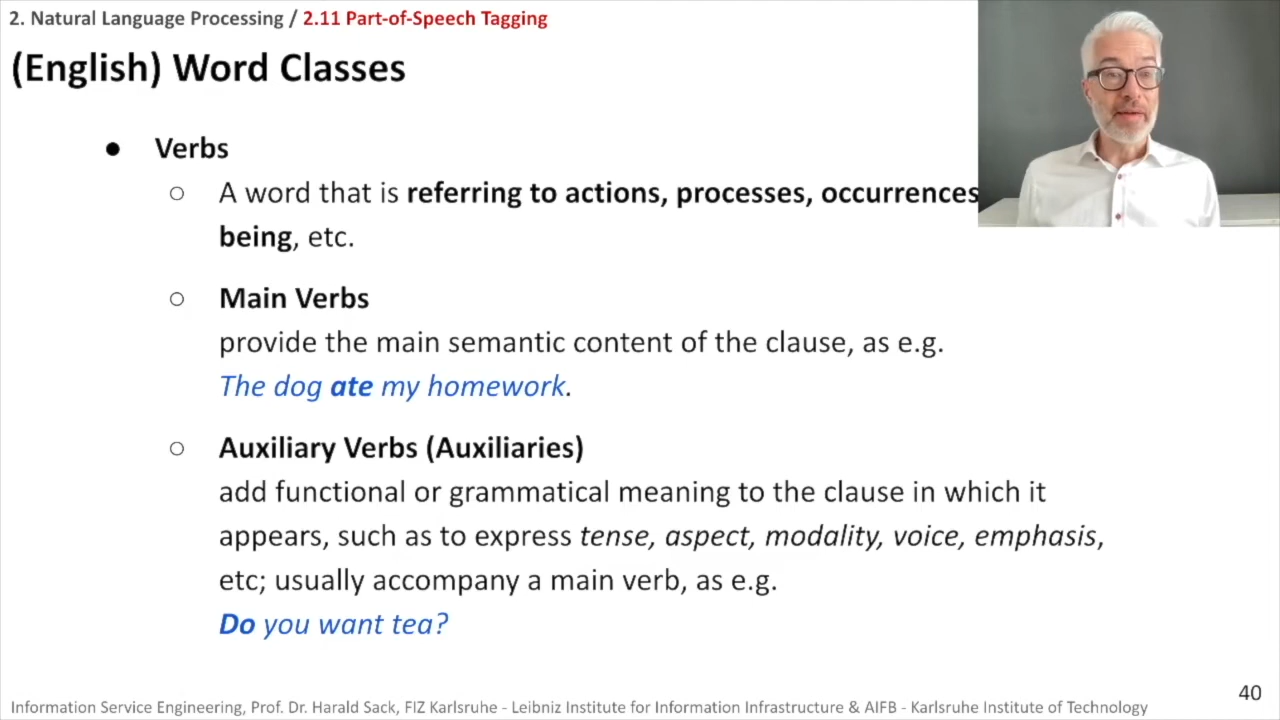 2. Natural Language Processing / 2.11 Part-of-Speech Tagging
(English) Word Classes
● Verbs
○ A word that is referring to actions, processes, occurrences
being, etc.
○ Main Verbs
provide the main semantic content of the clause, as e.g.
The dog ate my homework.
○ Auxiliary Verbs (Auxiliaries)
add functional or grammatical meaning to the clause in which it
appears, such as to express tense, aspect, modality, voice, emphasis,
etc; usually accompany a main verb, as e.g.
Do you want tea?
40
Information Service Engineering, Prof. Dr. Harald Sack, FIZ Karlsruhe - Leibniz Institute for Information Infrastructure & AIFB - Karlsruhe Institute of Technology